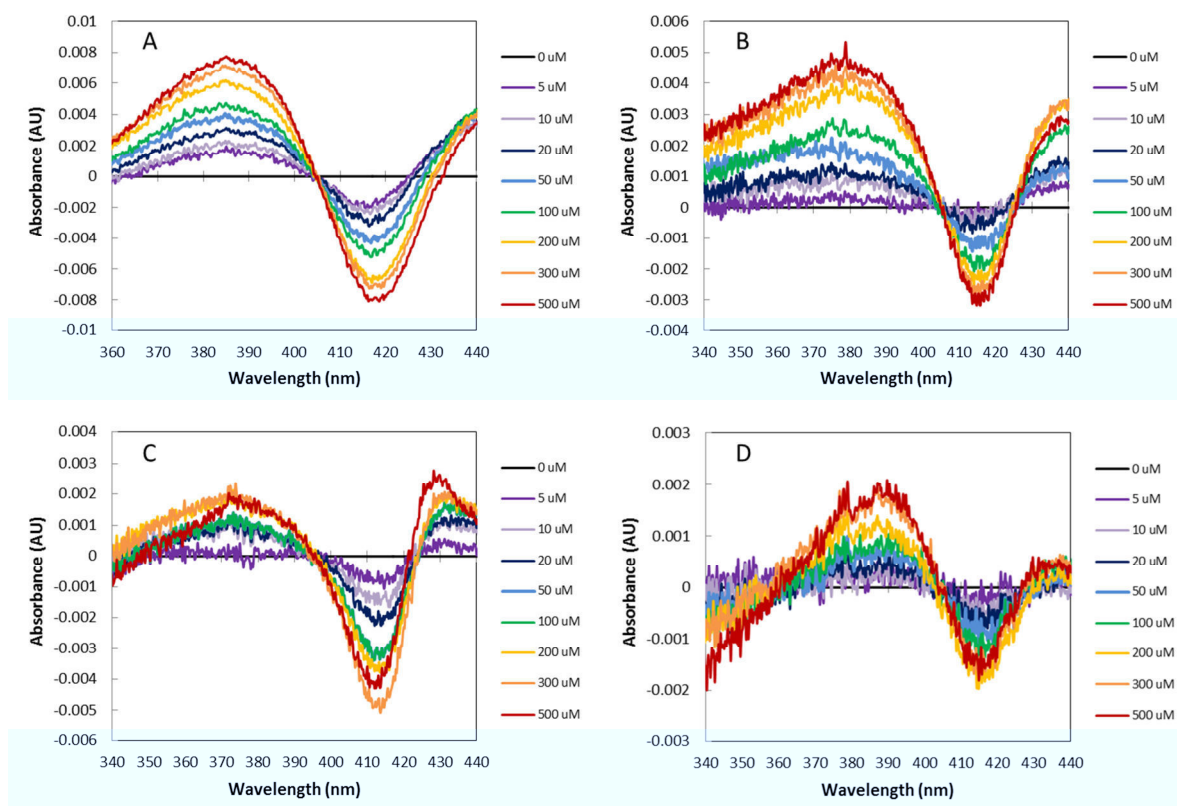 A
0.01
0.008
0.006
0.004
0.002
0
-0.002
-0.004
-0.006
-0.008
-0.01
Absorbance (AU)
360 370 380 390 400 410 420 430 440
Wavelength (nm)
0 uM
5 uM
10 uM
20 uM
50 uM
100 uM
200 uM
300 uM
500 uM
B
0.006
0.005
0.004
0.003
0.002
0.001
0
-0.001
-0.002
-0.003
-0.004
Absorbance (AU)
340 350 360 370 380 390 400 410 420 430 440
Wavelength (nm)
0 uM
5 uM
10 uM
20 uM
50 uM
100 uM
200 uM
300 uM
500 uM
C
0.004
0.003
0.002
0.001
0
-0.001
-0.002
-0.003
-0.004
-0.005
-0.006
Absorbance (AU)
340 350 360 370 380 390 400 410 420 430 440
Wavelength (nm)
0 uM
5 uM
10 uM
20 uM
50 uM
100 uM
200 uM
300 uM
500 uM
D
0.003
0.002
0.001
0
-0.001
-0.002
-0.003
Absorbance (AU)
340 350 360 370 380 390 400 410 420 430 440
Wavelength (nm)
0 uM
5 uM
10 uM
20 uM
50 uM
100 uM
200 uM
300 uM
500 uM